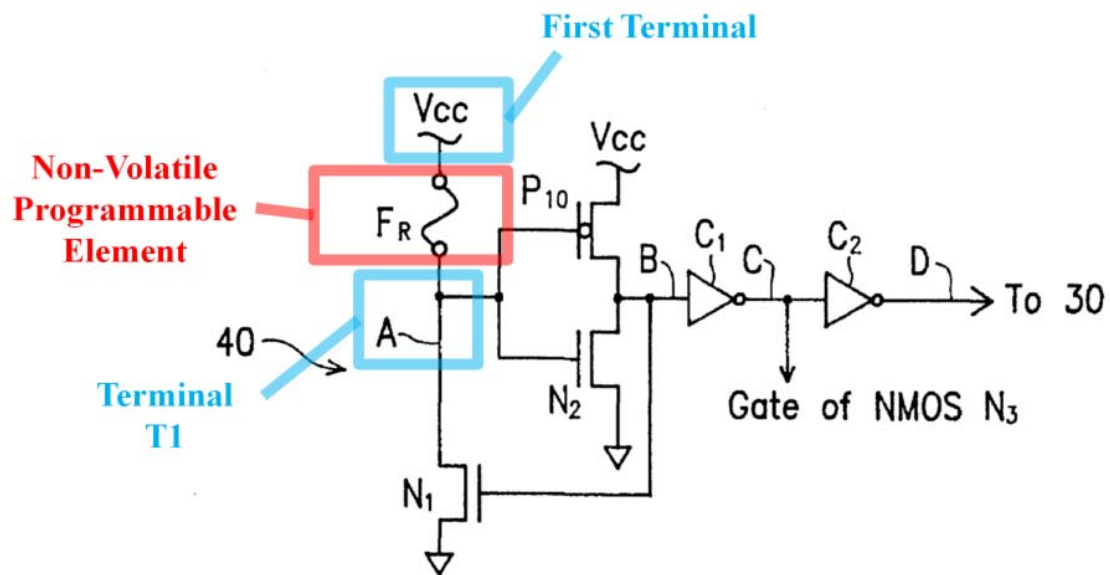 First Terminal
Vcc
Vcc
Non-Volatile
Programmable
Element
FR
P10
B
C1
C
C2
D
To 30
A
40
N2
Gate of NMOS N3
Terminal
T1
N1